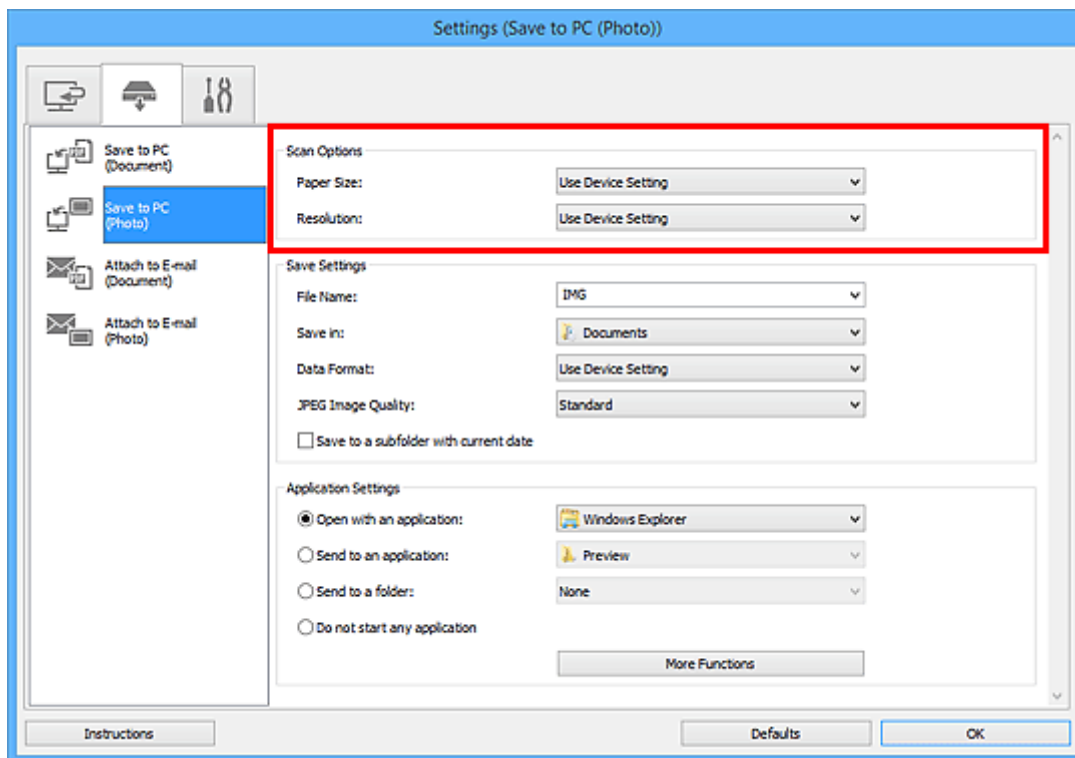 Settings (Save to PC (Photo))
Save to PC
(Document)
Save to PC
(Photo)
Attach to E-mail
(Document)
Attach to E-mail
(Photo)
Scan Options
Paper Size: Use Device Setting
Resolution: Use Device Setting
Save Settings
File Name: IMG
Save in: Documents
Data Format: Use Device Setting
JPEG Image Quality: Standard
Save to a subfolder with current date
Application Settings
Open with an application: Windows Explorer
Send to an application: Preview
Send to a folder: None
Do not start any application
More Functions
Instructions Defaults OK